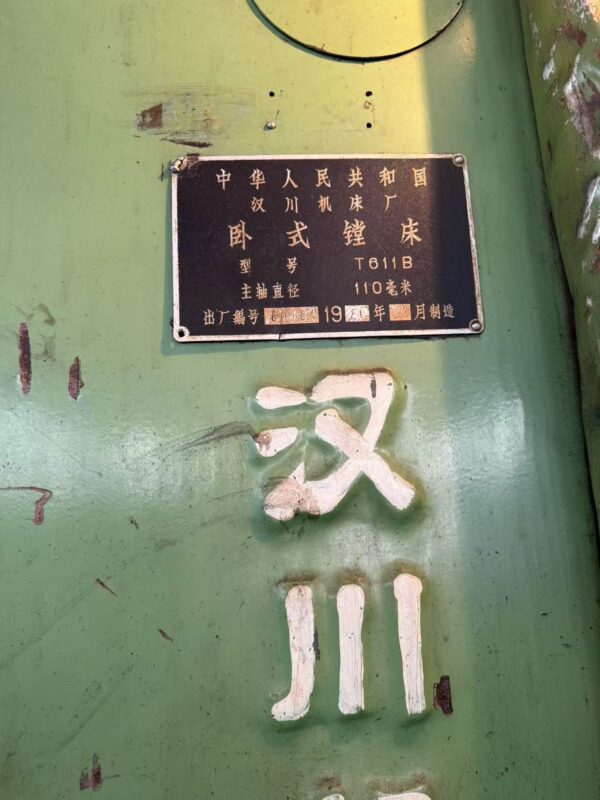 中华人民共和国
汉川机床厂
卧式镗床
型号 T611B
主轴直径 110毫米
出厂编号 19 年 月制造
汉
川